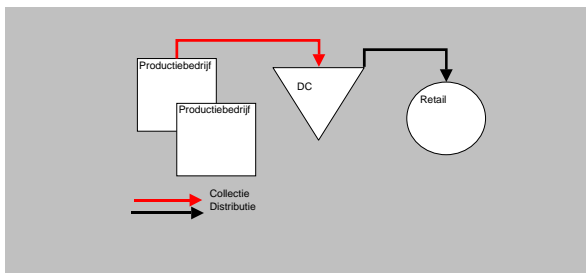 Productiebedrijf
Productiebedrijf
DC
Retail
Collectie
Distributie